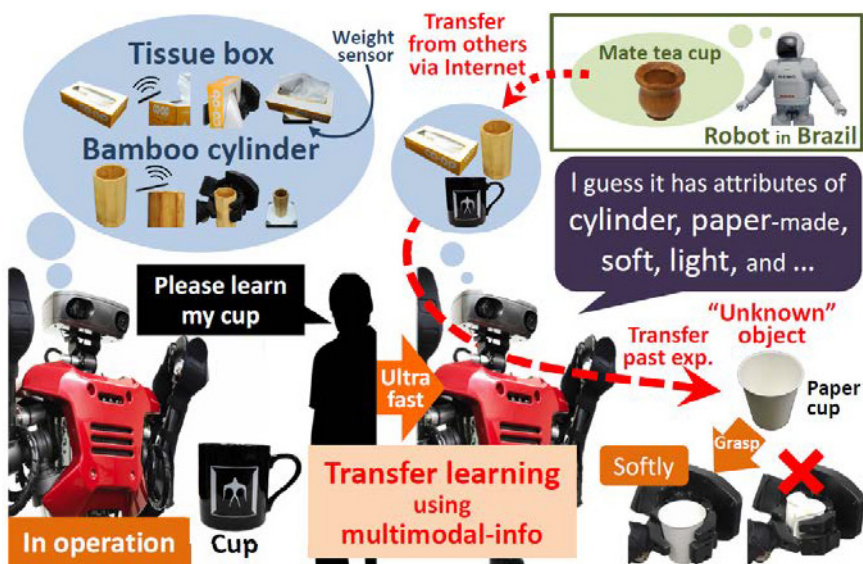 Tissue box
Weight
sensor
Bamboo cylinder
Transfer
from others
via Internet
Mate tea cup
Robot in Brazil
I guess it has attributes of
cylinder, paper-made,
soft, light, and ...
Please learn
my cup
Ultra
fast
Transfer
past exp.
"Unknown"
object
Paper
cup
Grasp
Softly
Transfer learning
using
multimodal-info
In operation
Cup